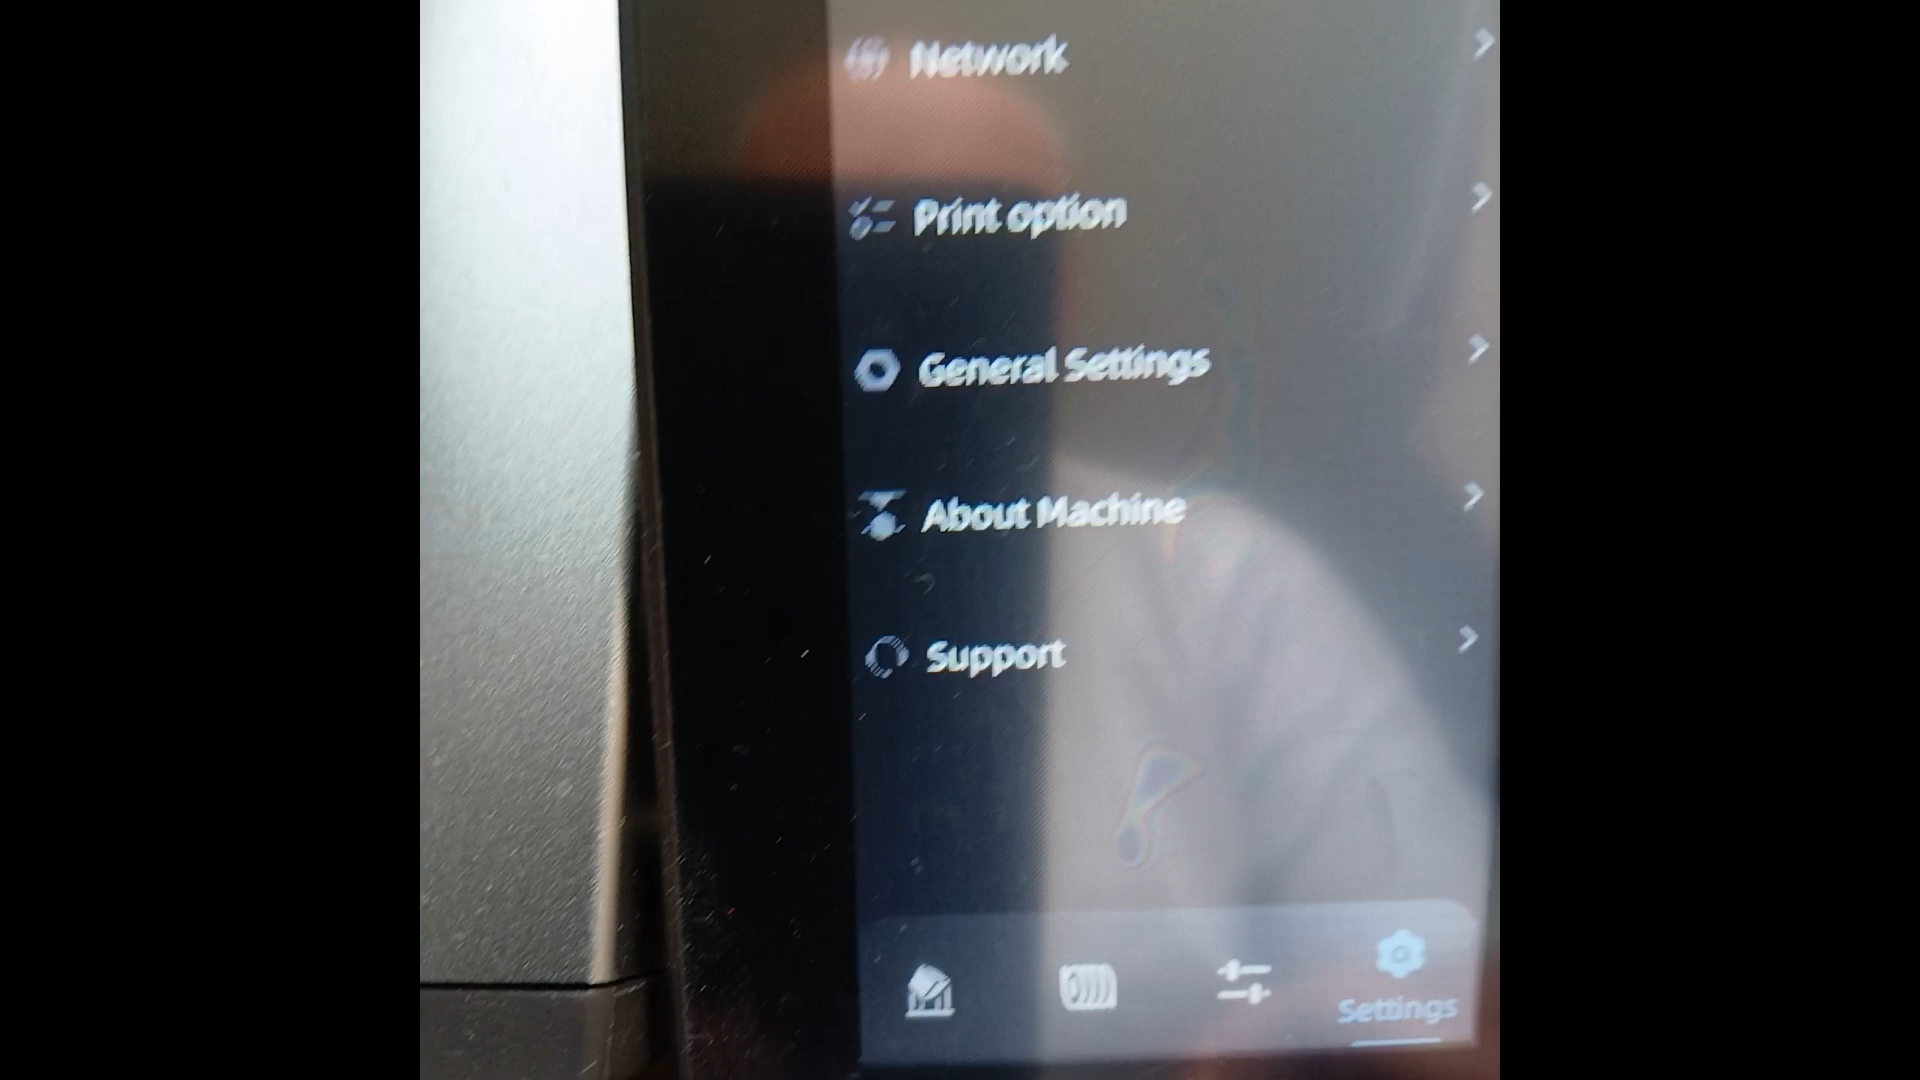 Network
Print option
General Settings
About Machine
Support
Settings